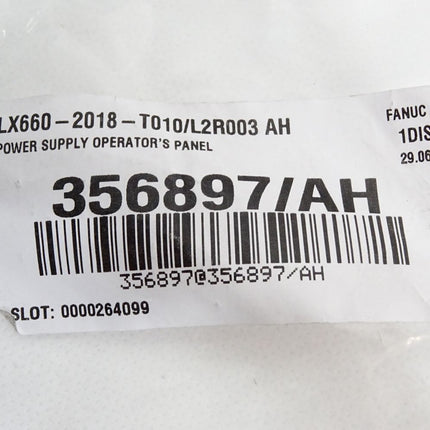 LX660-2018-T010/L2R003 AH
POWER SUPPLY OPERATOR'S PANEL
FANUC
1DIS
29.06
356897/AH
356897@356897/AH
SLOT: 0000264099